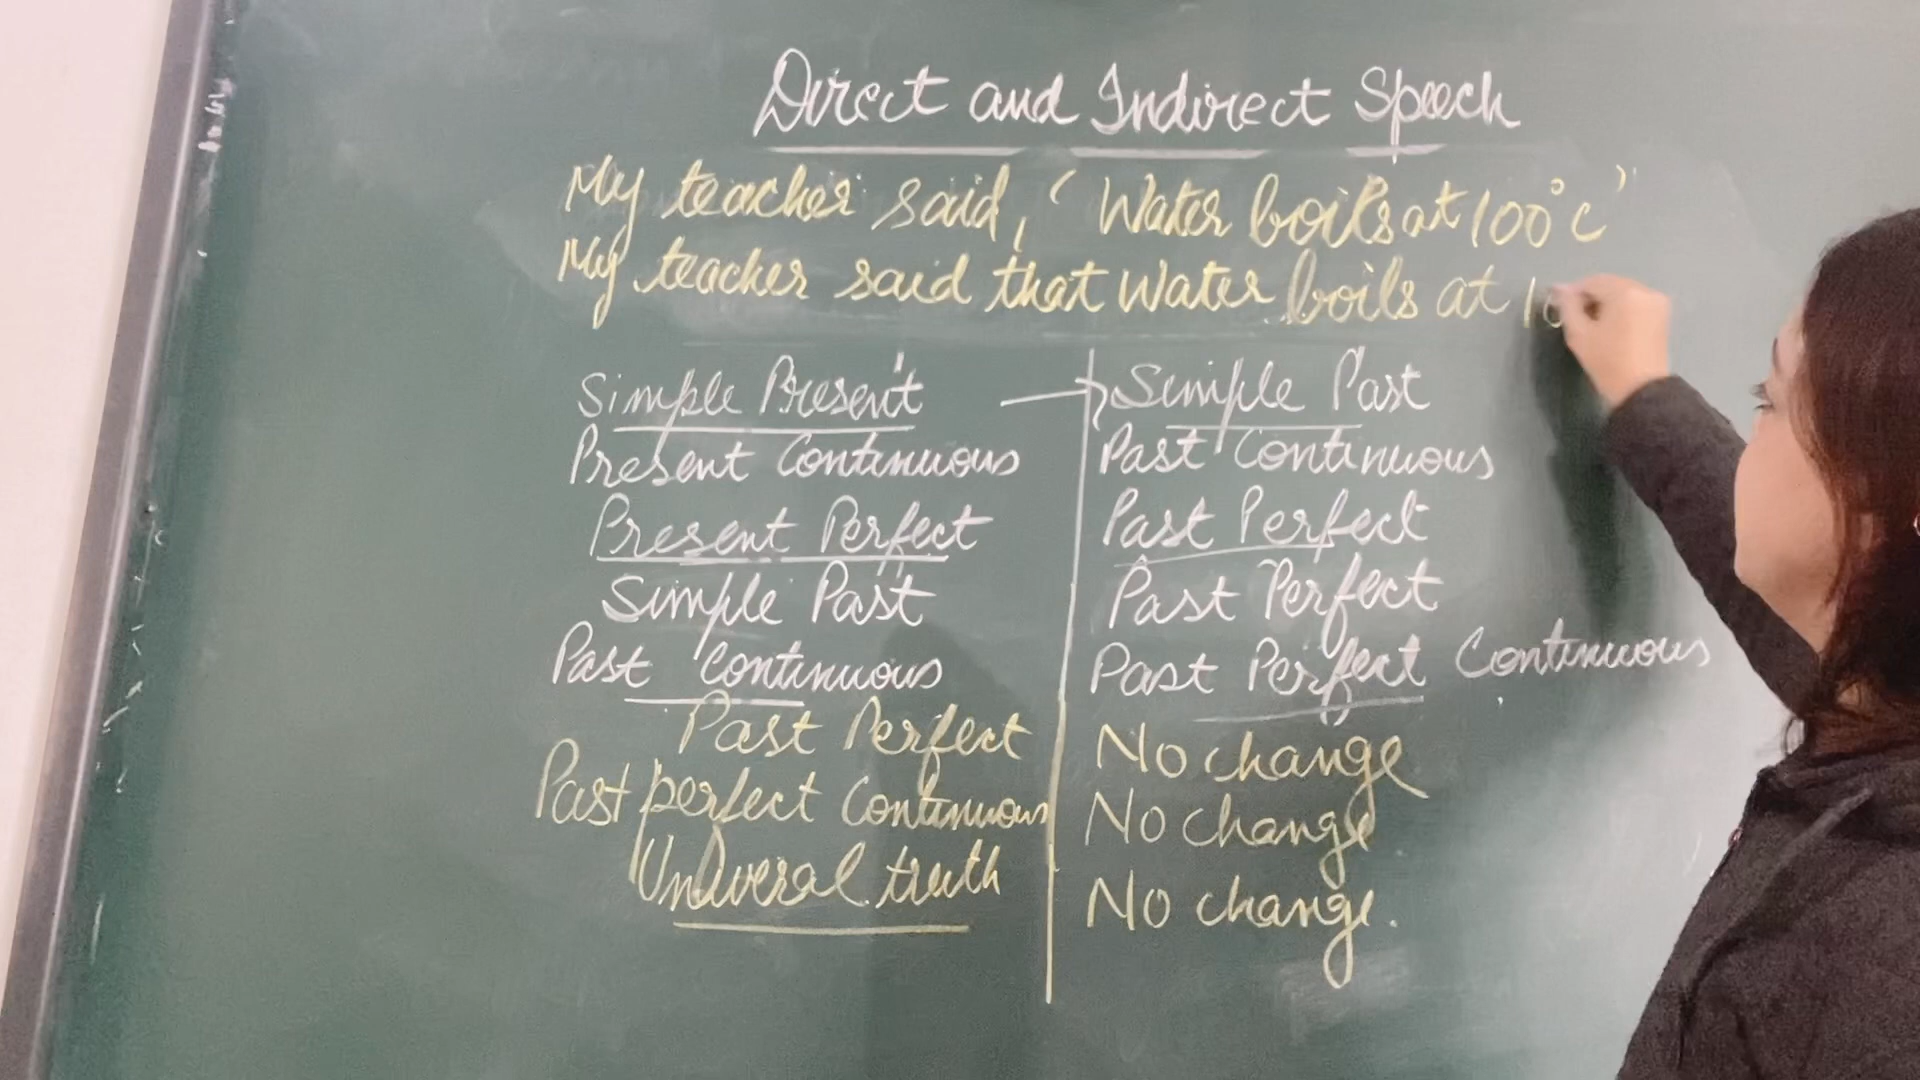 Direct and Indirect Speech
My teacher said, ‘ Water boils at 100°c ’
My teacher said that Water boils at 10
Simple Present → Simple Past
Present Continuous Past Continuous
Present Perfect Past Perfect
Simple Past Past Perfect
Past Continuous Past Perfect Continuous
Past Perfect No change
Past perfect Continuous No change
Univeral truth No change.